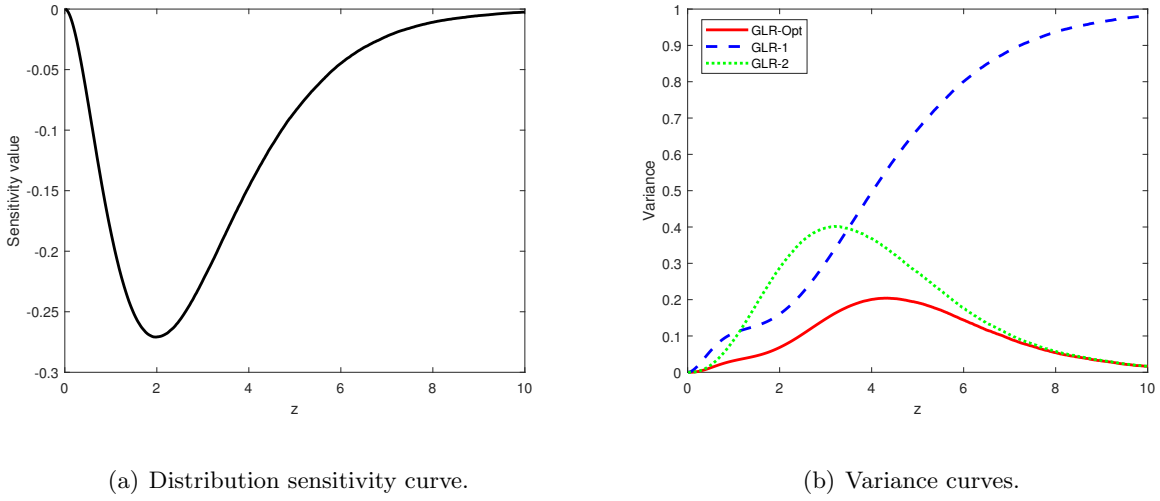 0
-0.05
-0.1
-0.15
-0.2
-0.25
-0.3
Sensitivity value
0 2 4 6 8 10
z
1
0.9
0.8
0.7
0.6
0.5
0.4
0.3
0.2
0.1
0
Variance
GLR-Opt
GLR-1
GLR-2
0 2 4 6 8 10
z
(a) Distribution sensitivity curve.
(b) Variance curves.